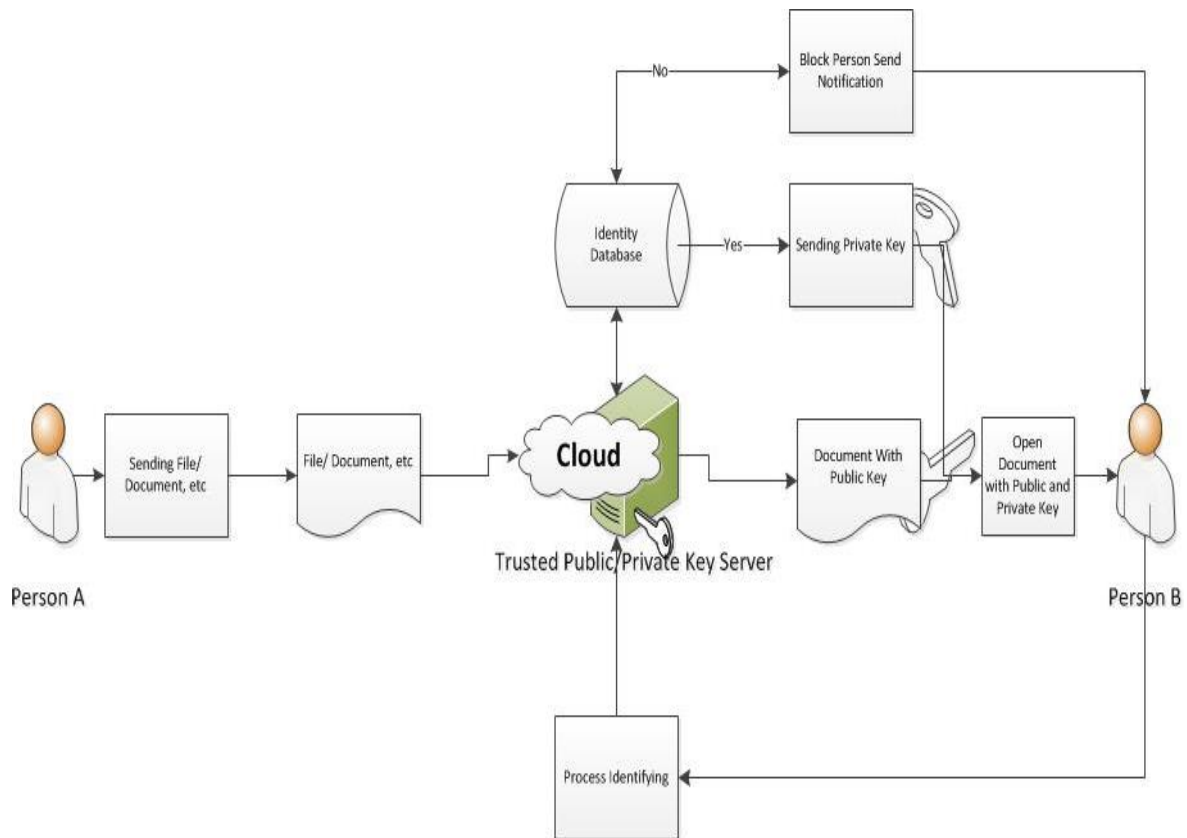 Block Person Send
Notification
No
Identity
Database
Yes
Sending Private Key
Sending File/
Document, etc
File/ Document, etc
Cloud
Document With
Public Key
Open
Document
with Public and
Private Key
Trusted Public/Private Key Server
Person A
Person B
Process Identifying